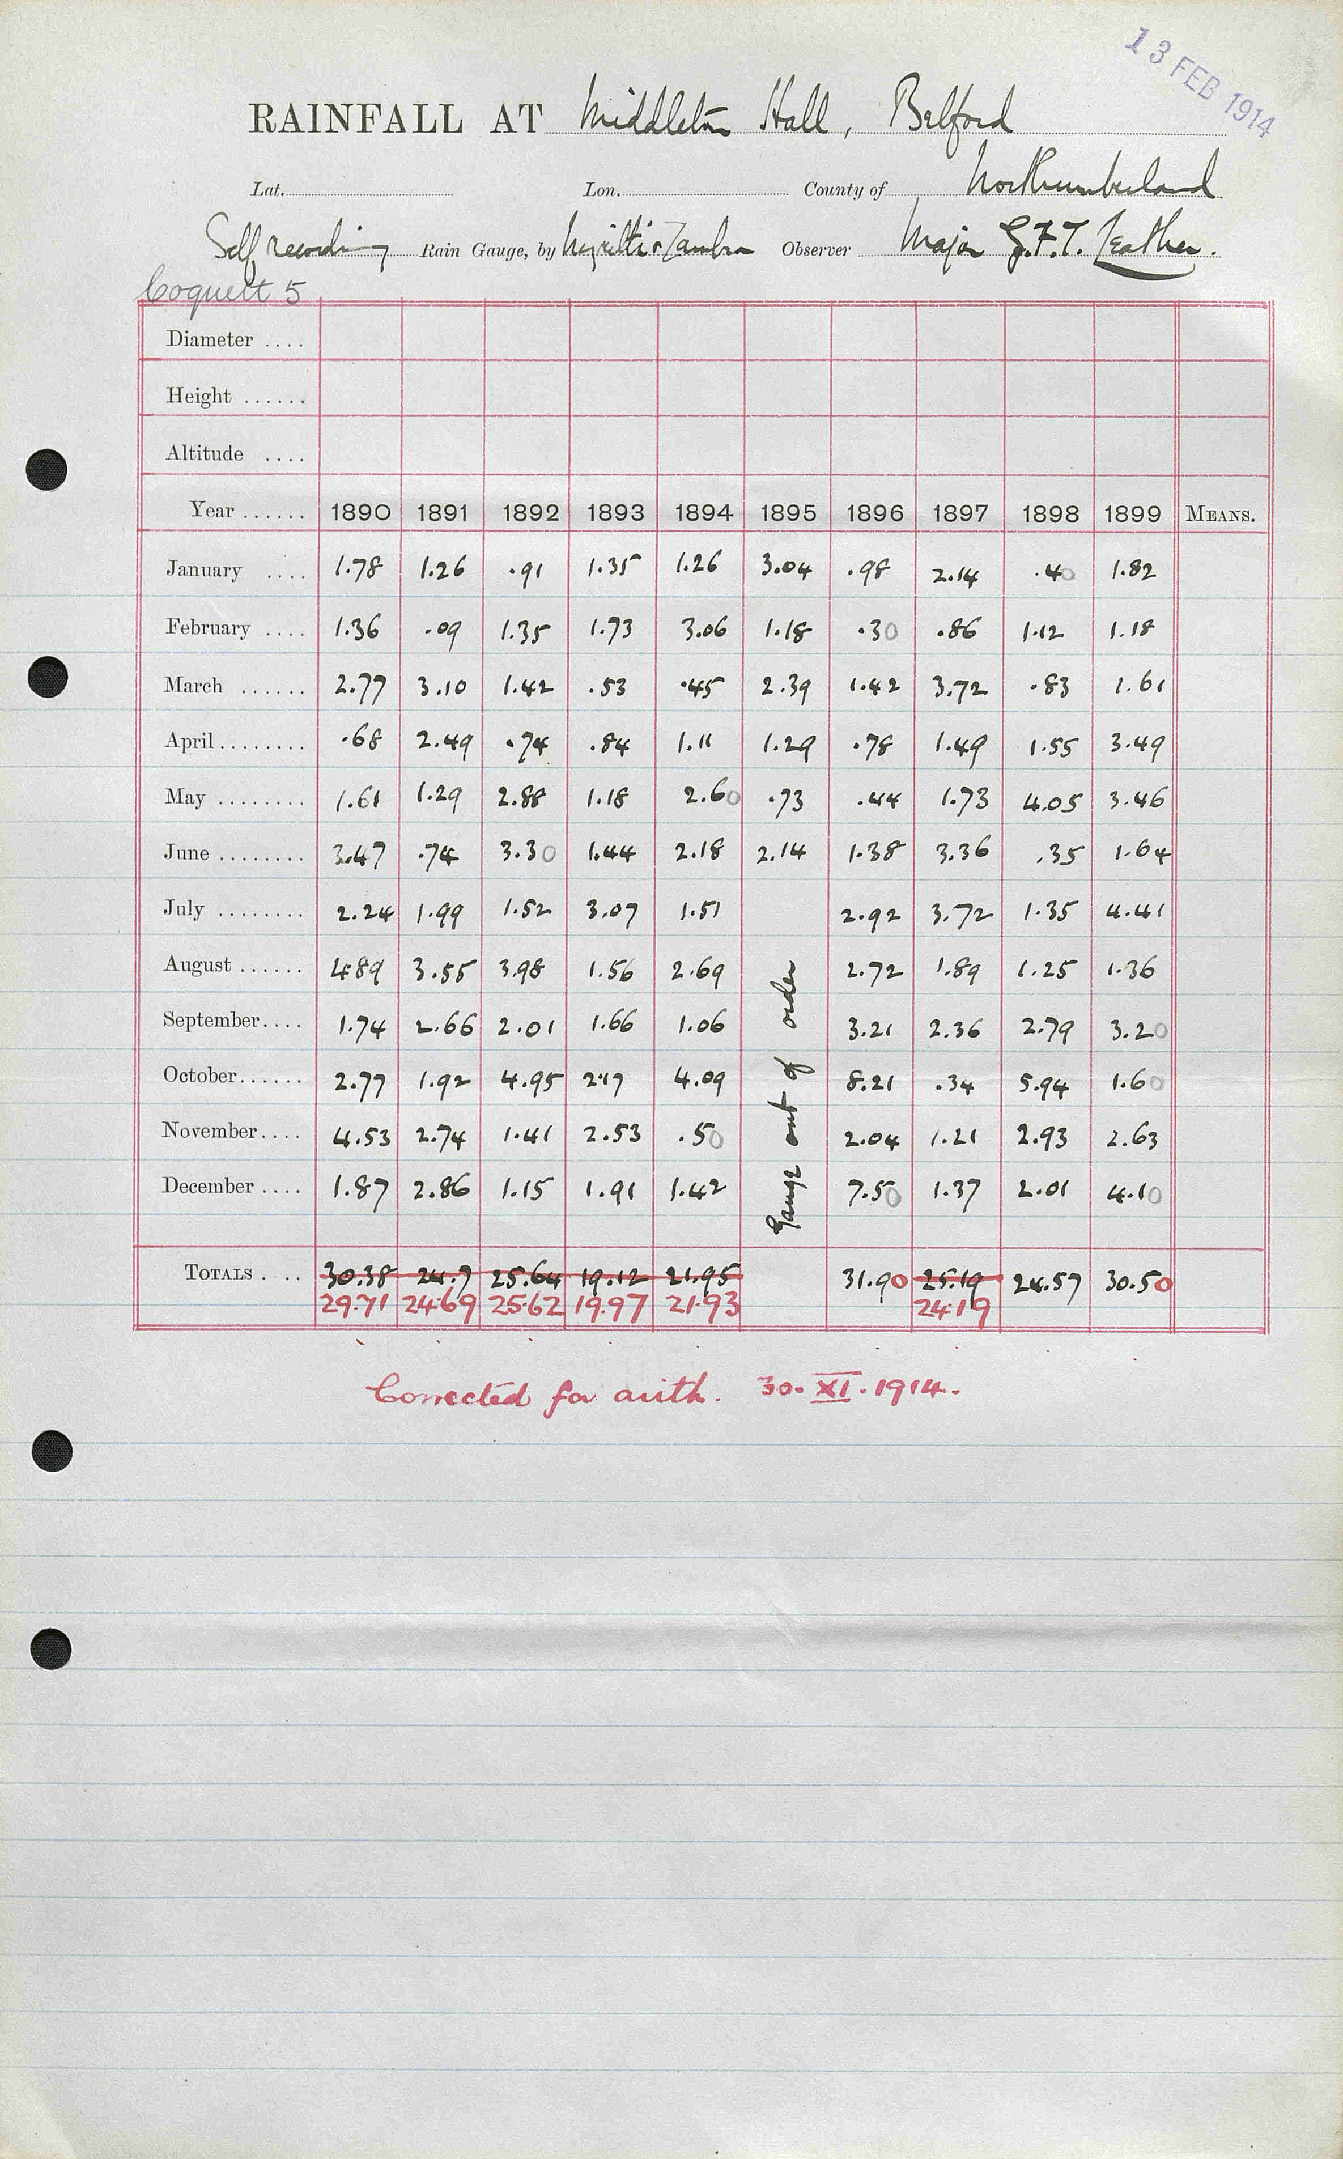 13 FEB 1914
RAINFALL AT Middleton Hall, Belford
Lat. Lon. County of Northumberland
Self recording Rain Gauge, by Negretti & Zambra Observer Major G.F.T. Leather.
Coquett 5
Diameter ....
Height ......
Altitude ....
Year ...... 1890 1891 1892 1893 1894 1895 1896 1897 1898 1899 MEANS.
January .... 1.78 1.26 .91 1.35 1.26 3.04 .98 2.14 .40 1.82
February .... 1.36 .09 1.35 1.73 3.06 1.18 .30 .86 1.12 1.18
March ...... 2.77 3.10 1.42 .53 .45 2.39 1.42 3.72 .83 1.61
April ........ .68 2.49 .74 .84 1.11 1.29 .78 1.49 1.55 3.49
May ........ 1.61 1.29 2.88 1.18 2.60 .73 .44 1.73 4.05 3.46
June ........ 3.47 .74 3.30 1.44 2.18 2.14 1.38 3.36 .35 1.64
July ........ 2.24 1.99 1.52 3.07 1.51 2.92 3.72 1.35 4.41
August ...... 4.89 3.55 3.98 1.56 2.69 2.72 1.89 1.25 1.36
September.... 1.74 2.66 2.01 1.66 1.06 3.21 2.36 2.79 3.20
October...... 2.77 1.92 4.95 2.17 4.09 8.21 .34 5.94 1.60
November.... 4.53 2.74 1.41 2.53 .50 2.04 1.21 2.93 2.63
December .... 1.87 2.86 1.15 1.91 1.42 7.50 1.37 2.01 4.10
Gauge out of order
TOTALS .... 30.38 24.7 25.64 19.12 21.95 31.90 25.19 24.57 30.50
29.71 24.69 25.62 19.97 21.93 24.19
Corrected for arith. 30. XI. 1914.